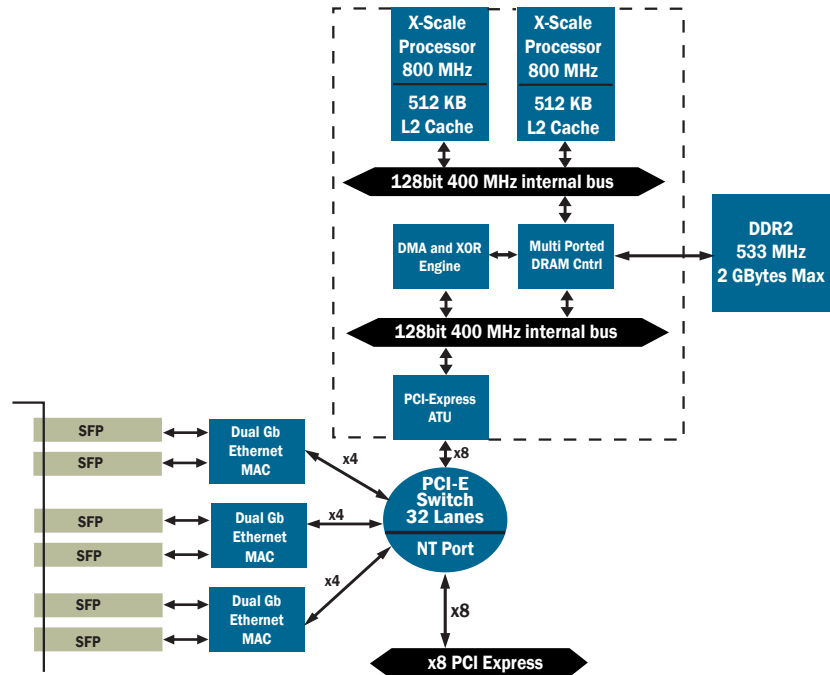 X-Scale
Processor
800 MHz
512 KB
L2 Cache
X-Scale
Processor
800 MHz
512 KB
L2 Cache
128bit 400 MHz internal bus
DMA and XOR
Engine
Multi Ported
DRAM Cntrl
DDR2
533 MHz
2 GBytes Max
128bit 400 MHz internal bus
PCI-Express
ATU
x8
SFP
SFP
Dual Gb
Ethernet
MAC
x4
SFP
SFP
Dual Gb
Ethernet
MAC
x4
SFP
SFP
Dual Gb
Ethernet
MAC
x4
PCI-E
Switch
32 Lanes
NT Port
x8
x8 PCI Express